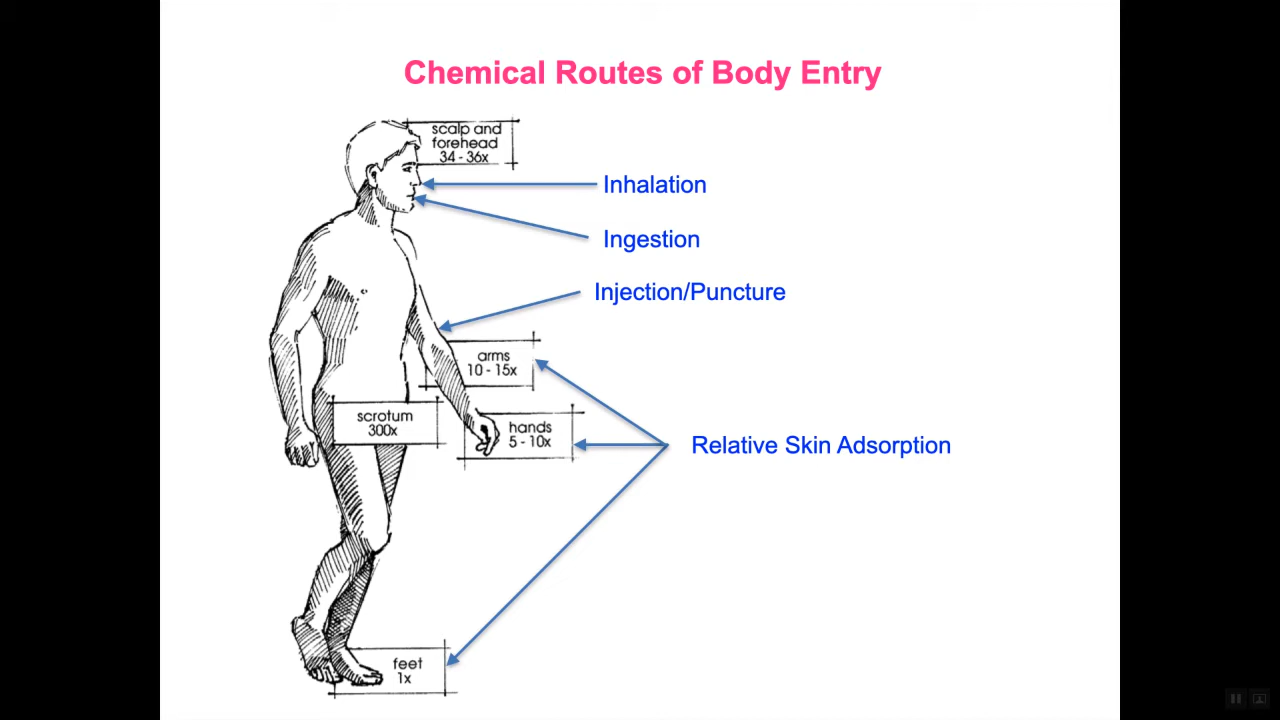 Chemical Routes of Body Entry
scalp and
forehead
34 - 36x
Inhalation
Ingestion
Injection/Puncture
arms
10 - 15x
scrotum
300x
hands
5 - 10x
Relative Skin Adsorption
feet
1x